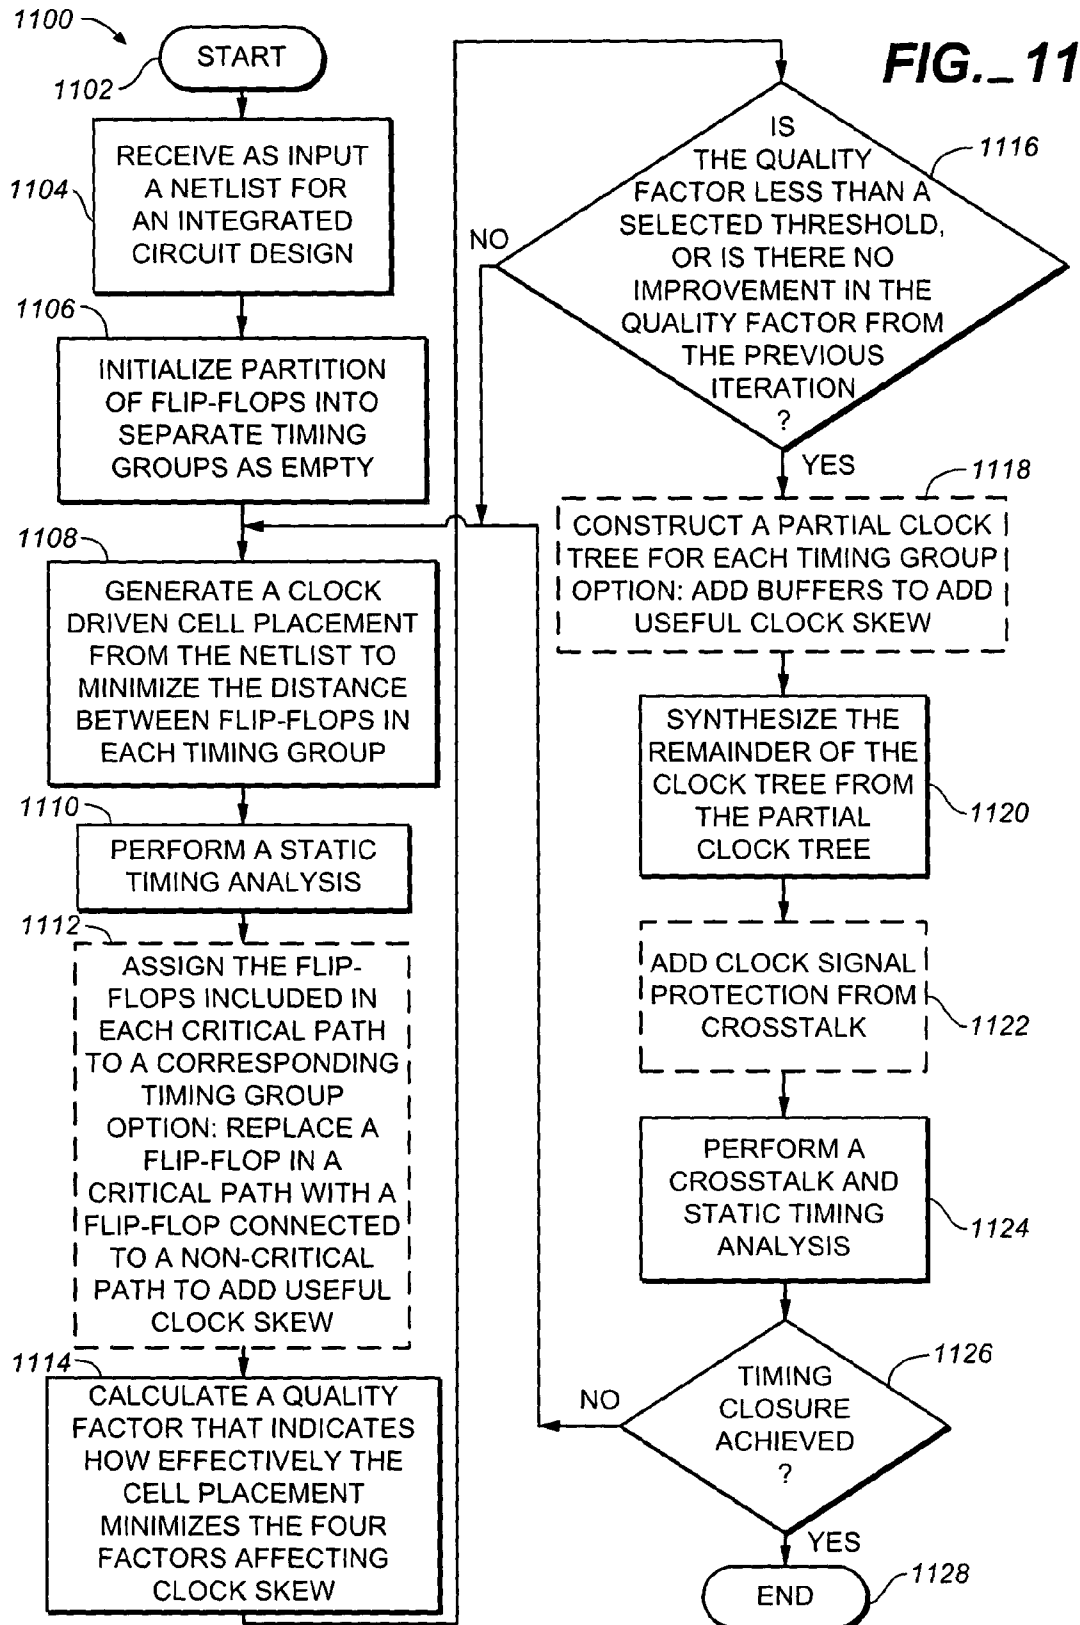 FIG._11
1100
START
1102
RECEIVE AS INPUT
A NETLIST FOR
AN INTEGRATED
CIRCUIT DESIGN
1104
1106
INITIALIZE PARTITION
OF FLIP-FLOPS INTO
SEPARATE TIMING
GROUPS AS EMPTY
1108
GENERATE A CLOCK
DRIVEN CELL PLACEMENT
FROM THE NETLIST TO
MINIMIZE THE DISTANCE
BETWEEN FLIP-FLOPS IN
EACH TIMING GROUP
1110
PERFORM A STATIC
TIMING ANALYSIS
1112
ASSIGN THE FLIP-
FLOPS INCLUDED IN
EACH CRITICAL PATH
TO A CORRESPONDING
TIMING GROUP
OPTION: REPLACE A
FLIP-FLOP IN A
CRITICAL PATH WITH A
FLIP-FLOP CONNECTED
TO A NON-CRITICAL
PATH TO ADD USEFUL
CLOCK SKEW
1114
CALCULATE A QUALITY
FACTOR THAT INDICATES
HOW EFFECTIVELY THE
CELL PLACEMENT
MINIMIZES THE FOUR
FACTORS AFFECTING
CLOCK SKEW
IS
THE QUALITY
FACTOR LESS THAN A
SELECTED THRESHOLD,
OR IS THERE NO
IMPROVEMENT IN THE
QUALITY FACTOR FROM
THE PREVIOUS
ITERATION
?
1116
NO
YES
1118
CONSTRUCT A PARTIAL CLOCK
TREE FOR EACH TIMING GROUP
OPTION: ADD BUFFERS TO ADD
USEFUL CLOCK SKEW
SYNTHESIZE THE
REMAINDER OF THE
CLOCK TREE FROM
THE PARTIAL
CLOCK TREE
1120
ADD CLOCK SIGNAL
PROTECTION FROM
CROSSTALK
1122
PERFORM A
CROSSTALK AND
STATIC TIMING
ANALYSIS
1124
TIMING
CLOSURE
ACHIEVED
?
1126
NO
YES
END
1128